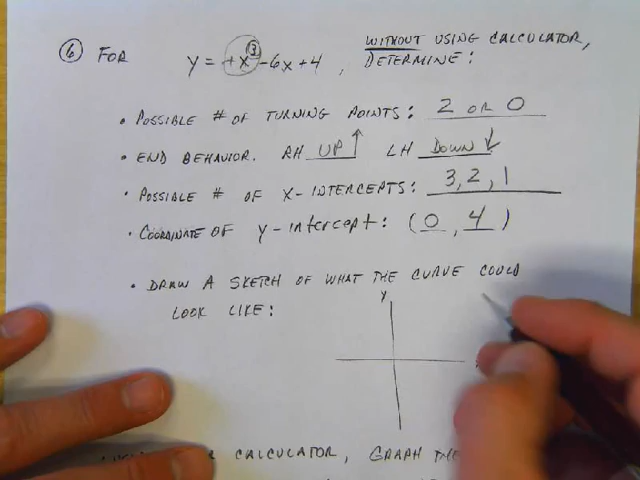 ⑥ FOR y = +x³ - 6x + 4, WITHOUT USING CALCULATOR,
DETERMINE:
• POSSIBLE # OF TURNING POINTS: 2 OR 0
• END BEHAVIOR. RH UP ↑ LH DOWN ↓
• POSSIBLE # OF X-INTERCEPTS: 3, 2, 1
• COORDINATE OF Y-intercept: (0, 4)
• DRAW A SKETCH OF WHAT THE CURVE COULD
LOOK LIKE:
Y
CALCULATOR, GRAPH THE